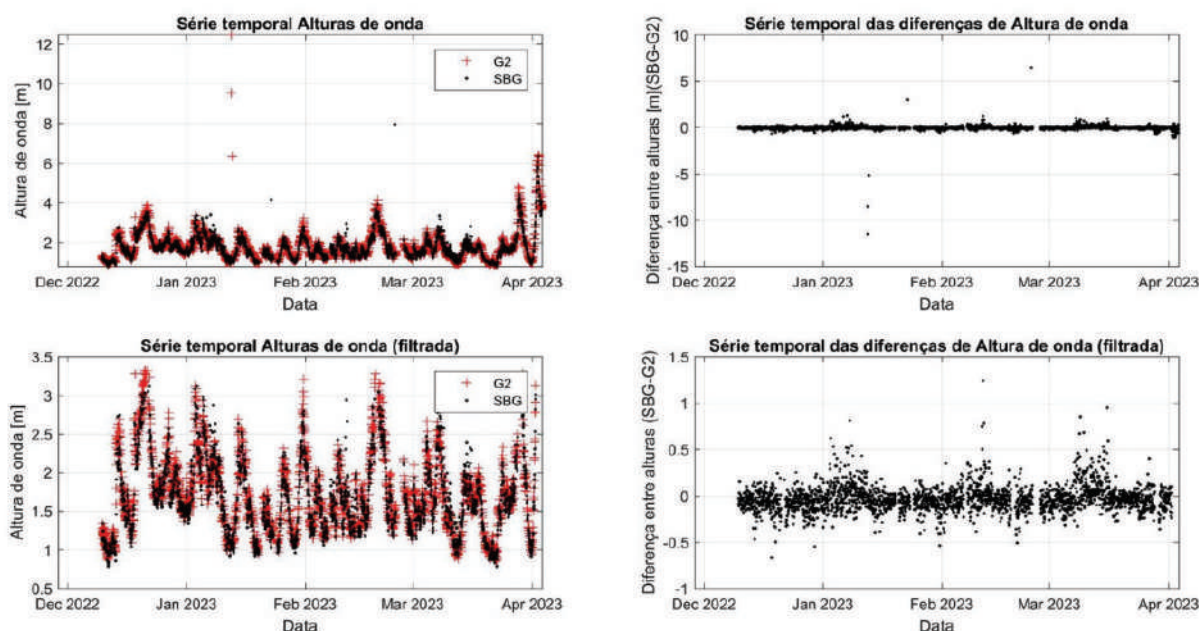 Série temporal Alturas de onda
12
10
8
6
4
2
Altura de onda [m]
G2
SBG
Dec 2022
Jan 2023
Feb 2023
Mar 2023
Apr 2023
Data
Série temporal das diferenças de Altura de onda
10
5
0
-5
-10
-15
Diferença entre alturas [m](SBG-G2)
Dec 2022
Jan 2023
Feb 2023
Mar 2023
Apr 2023
Data
Série temporal Alturas de onda (filtrada)
3.5
3
2.5
2
1.5
1
0.5
Altura de onda [m]
G2
SBG
Dec 2022
Jan 2023
Feb 2023
Mar 2023
Apr 2023
Data
Série temporal das diferenças de Altura de onda (filtrada)
1.5
1
0.5
0
-0.5
-1
Diferença entre alturas (SBG-G2)
Dec 2022
Jan 2023
Feb 2023
Mar 2023
Apr 2023
Data